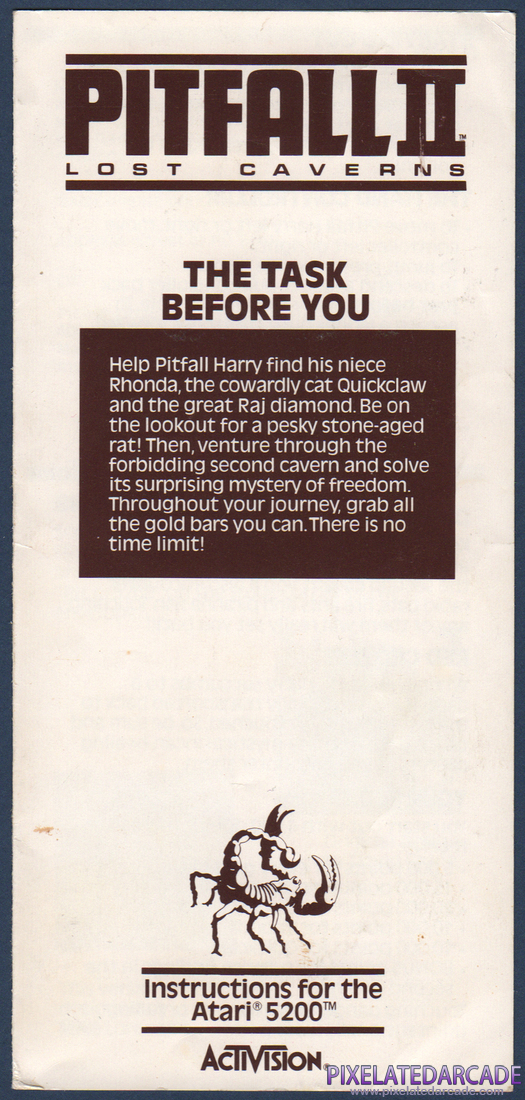 PITFALL II™
LOST CAVERNS
THE TASK
BEFORE YOU
Help Pitfall Harry find his niece
Rhonda, the cowardly cat Quickclaw
and the great Raj diamond. Be on
the lookout for a pesky stone-aged
rat! Then, venture through the
forbidding second cavern and solve
its surprising mystery of freedom.
Throughout your journey, grab all
the gold bars you can. There is no
time limit!
Instructions for the
Atari® 5200™
ACTIVISION®
PIXELATEDARCADE
www.pixelatedarcade.com